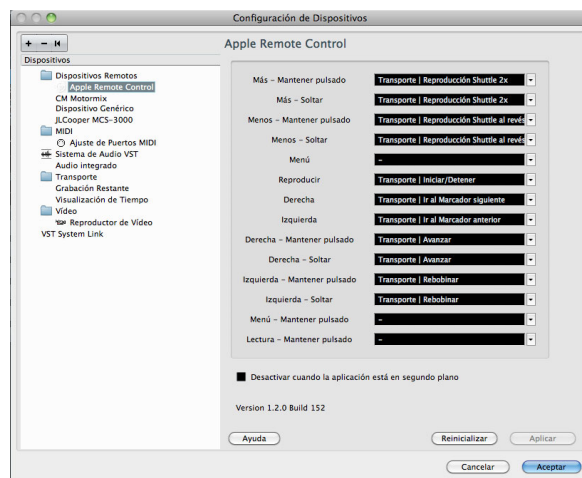 Configuración de Dispositivos
Dispositivos
Dispositivos Remotos
Apple Remote Control
CM Motormix
Dispositivo Genérico
JLCooper MCS-3000
MIDI
Ajuste de Puertos MIDI
Sistema de Audio VST
Audio integrado
Transporte
Grabación Restante
Visualización de Tiempo
Vídeo
Reproductor de Vídeo
VST System Link
Apple Remote Control
Más – Mantener pulsado Transporte | Reproducción Shuttle 2x
Más – Soltar Transporte | Reproducción Shuttle 2x
Menos – Mantener pulsado Transporte | Reproducción Shuttle al revés
Menos – Soltar Transporte | Reproducción Shuttle al revés
Menú –
Reproducir Transporte | Iniciar/Detener
Derecha Transporte | Ir al Marcador siguiente
Izquierda Transporte | Ir al Marcador anterior
Derecha – Mantener pulsado Transporte | Avanzar
Derecha – Soltar Transporte | Avanzar
Izquierda – Mantener pulsado Transporte | Rebobinar
Izquierda – Soltar Transporte | Rebobinar
Menú – Mantener pulsado –
Lectura – Mantener pulsado –
Desactivar cuando la aplicación está en segundo plano
Version 1.2.0 Build 152
Ayuda Reinicializar Aplicar
Cancelar Aceptar